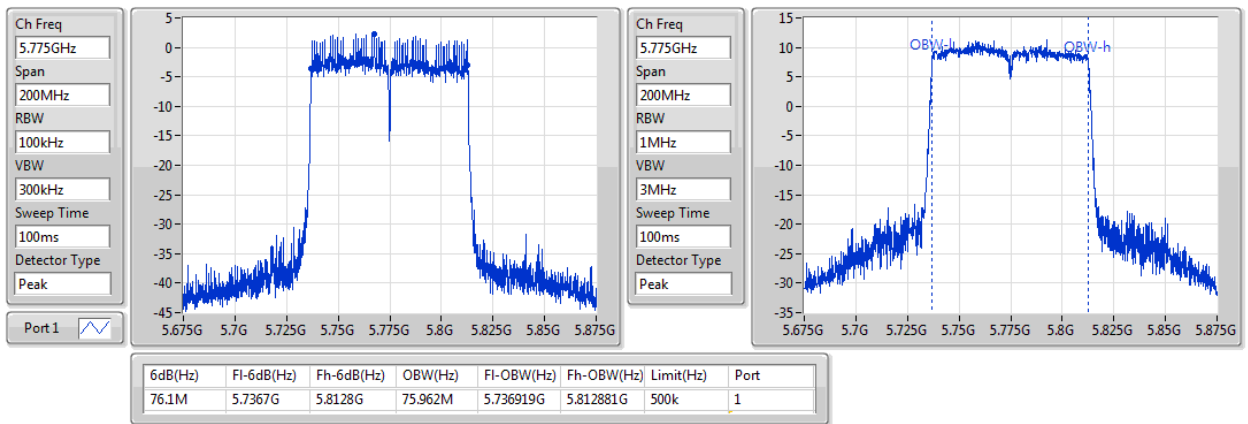 Ch Freq
5.775GHz
Span
200MHz
RBW
100kHz
VBW
300kHz
Sweep Time
100ms
Detector Type
Peak
Port 1
5
0
-5
-10
-15
-20
-25
-30
-35
-40
-45
5.675G 5.7G 5.725G 5.75G 5.775G 5.8G 5.825G 5.85G 5.875G
Ch Freq
5.775GHz
Span
200MHz
RBW
1MHz
VBW
3MHz
Sweep Time
100ms
Detector Type
Peak
15
10
5
0
-5
-10
-15
-20
-25
-30
-35
OBW-l OBW-h
5.675G 5.7G 5.725G 5.75G 5.775G 5.8G 5.825G 5.85G 5.875G
6dB(Hz) Fl-6dB(Hz) Fh-6dB(Hz) OBW(Hz) Fl-OBW(Hz) Fh-OBW(Hz) Limit(Hz) Port
76.1M 5.7367G 5.8128G 75.962M 5.736919G 5.812881G 500k 1